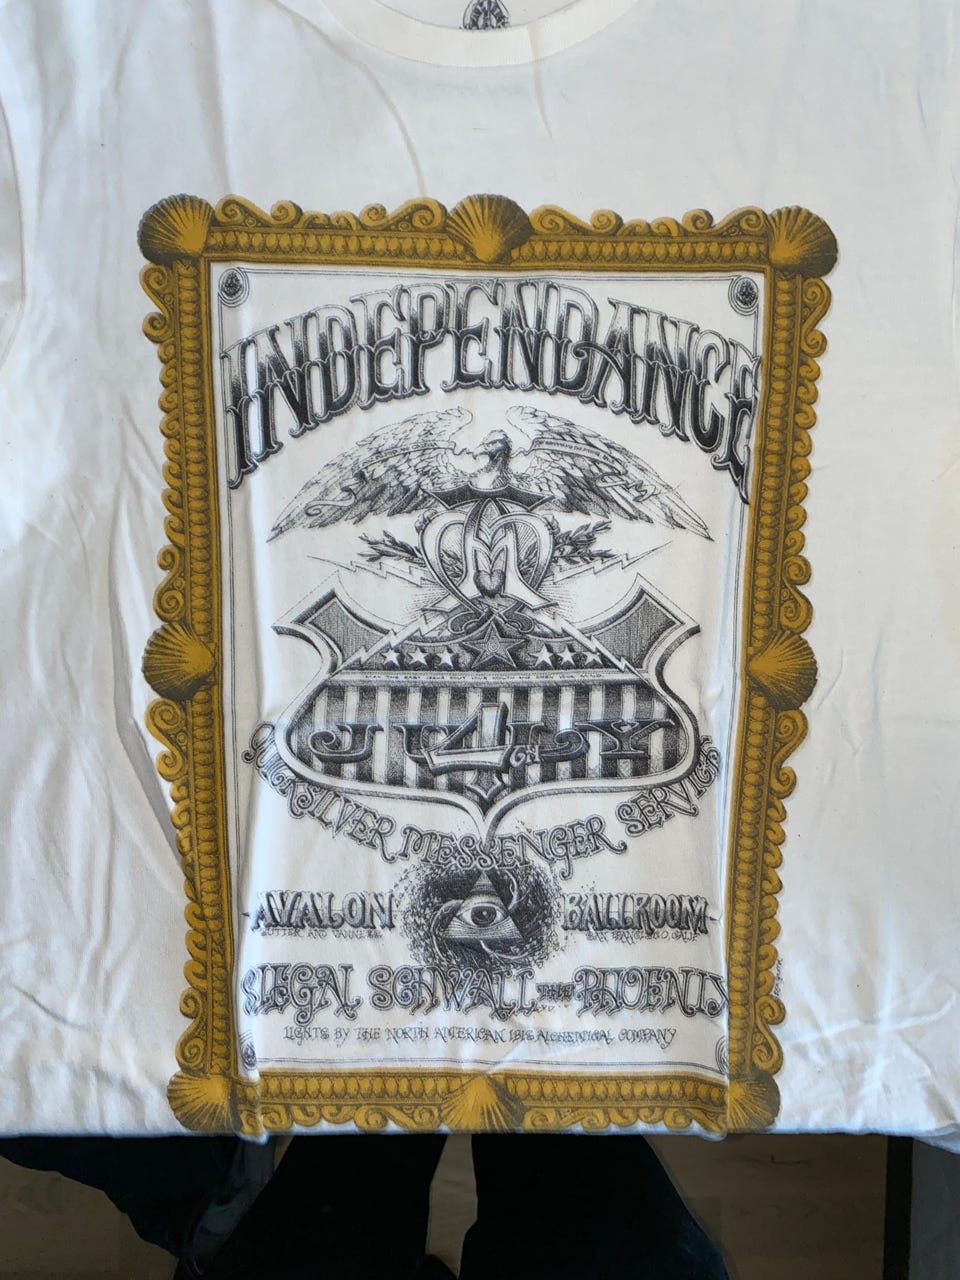 INDEPENDANCE
JULY
4TH
QUICKSILVER MESSENGER SERVICE
AVALON BALLROOM
SUTTER AND VAN NESS SAN FRANCISCO, CALIF
SIEGAL SCHWALL THE PHOENIX
LIGHTS BY THE NORTH AMERICAN IBIS ALCHEMICAL COMPANY